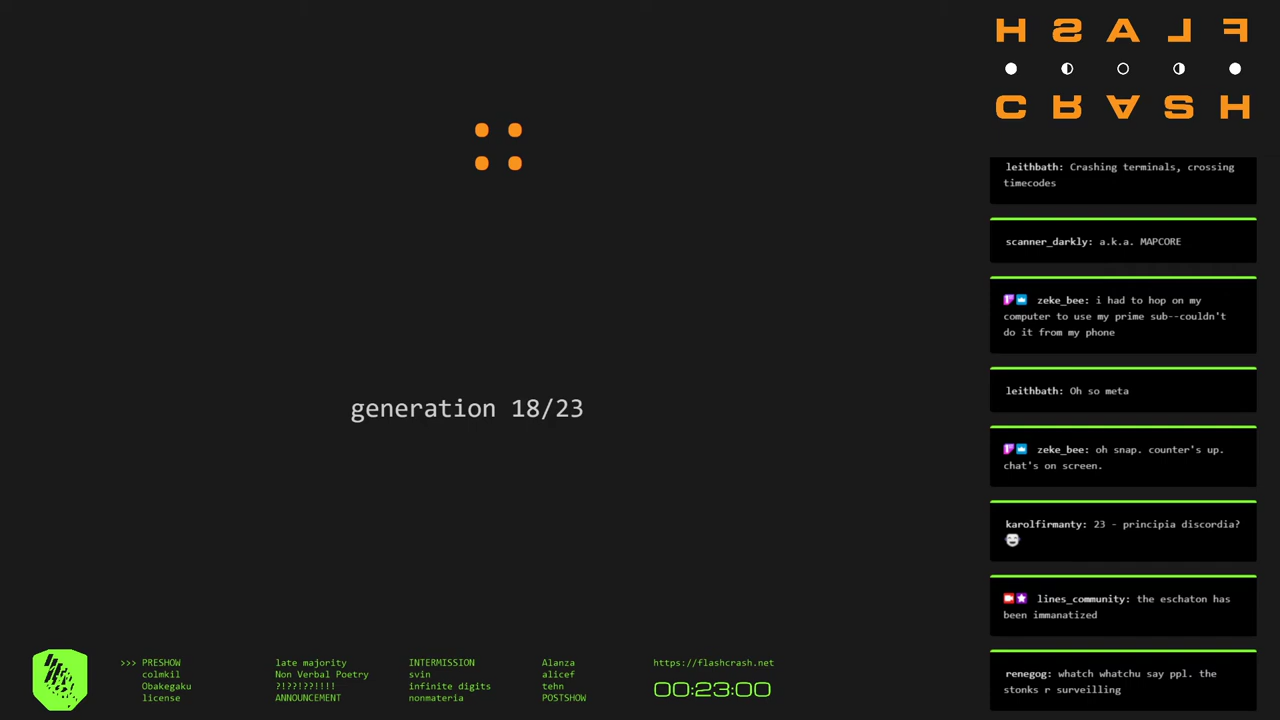 FLASH
CRASH
leithbath: Crashing terminals, crossing
timecodes
scanner_darkly: a.k.a. MAPCORE
zeke_bee: i had to hop on my
computer to use my prime sub--couldn't
do it from my phone
leithbath: Oh so meta
zeke_bee: oh snap. counter's up.
chat's on screen.
karolfirmanty: 23 - principia discordia?
lines_community: the eschaton has
been immanatized
renegog: whatch whatchu say ppl. the
stonks r surveilling
generation 18/23
>>> PRESHOW
colmkil
Obakegaku
license
late majority
Non Verbal Poetry
?!??!??!!!!
ANNOUNCEMENT
INTERMISSION
svin
infinite digits
nonmateria
Alanza
alicef
tehn
POSTSHOW
https://flashcrash.net
00:23:00